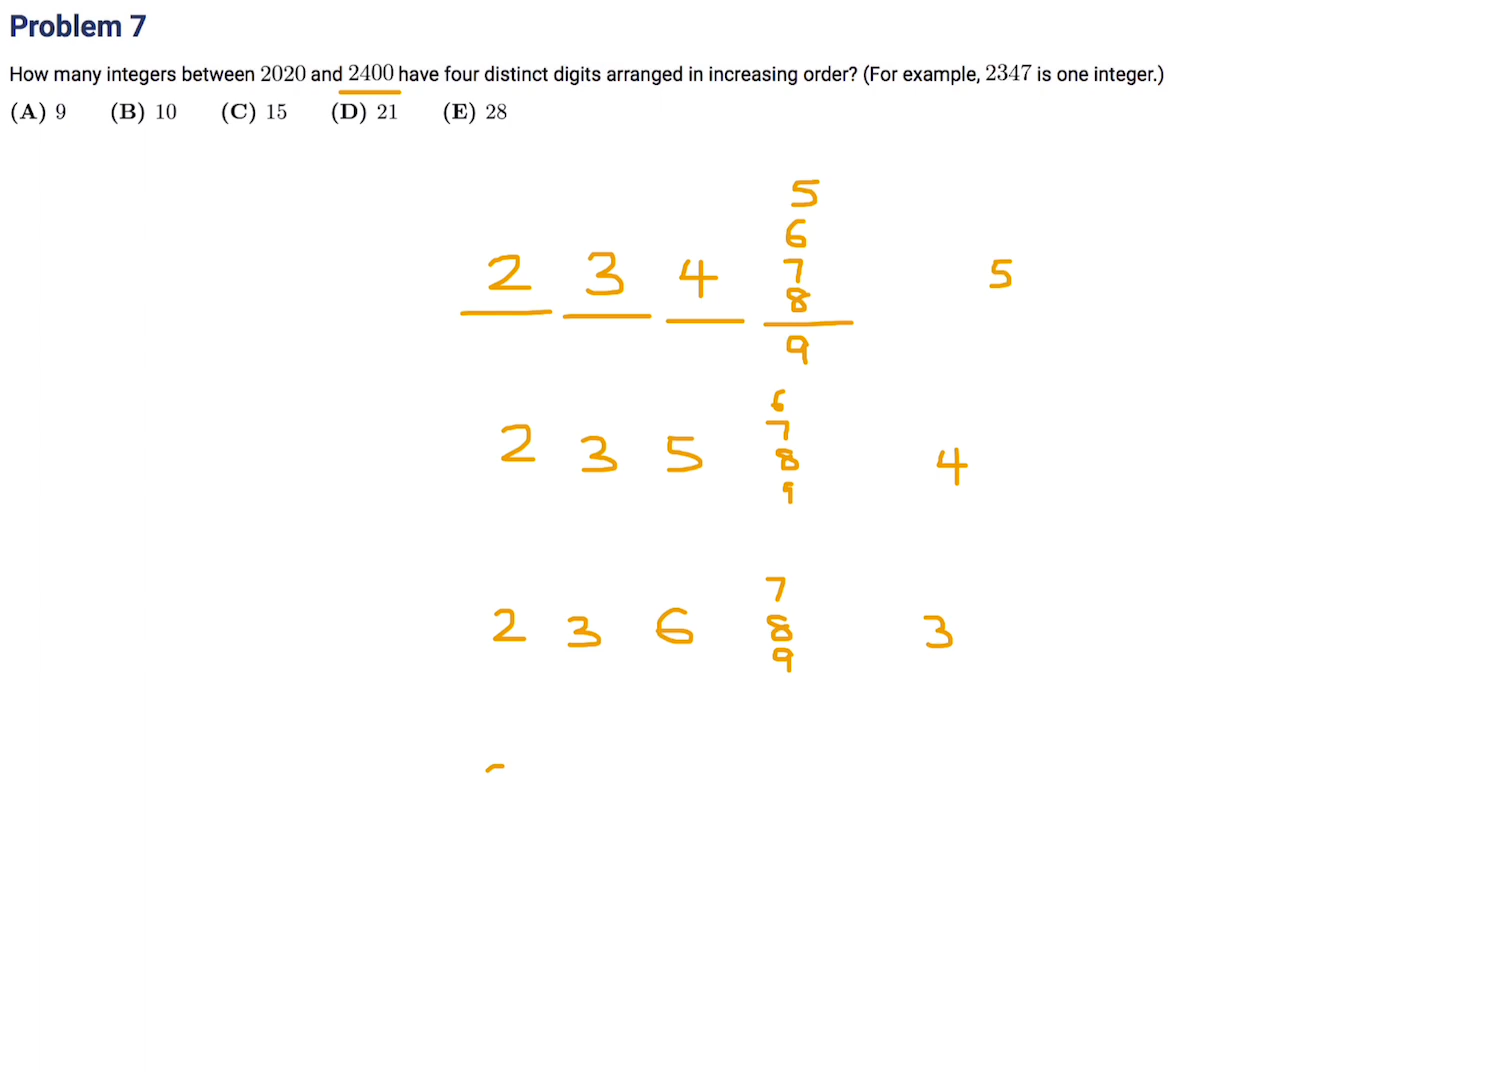 Problem 7
How many integers between 2020 and 2400 have four distinct digits arranged in increasing order? (For example, 2347 is one integer.)
(A) 9 (B) 10 (C) 15 (D) 21 (E) 28
5
6
7
2 3 4 8 5
9
6
7
2 3 5 8 4
9
7
2 3 6 8 3
9